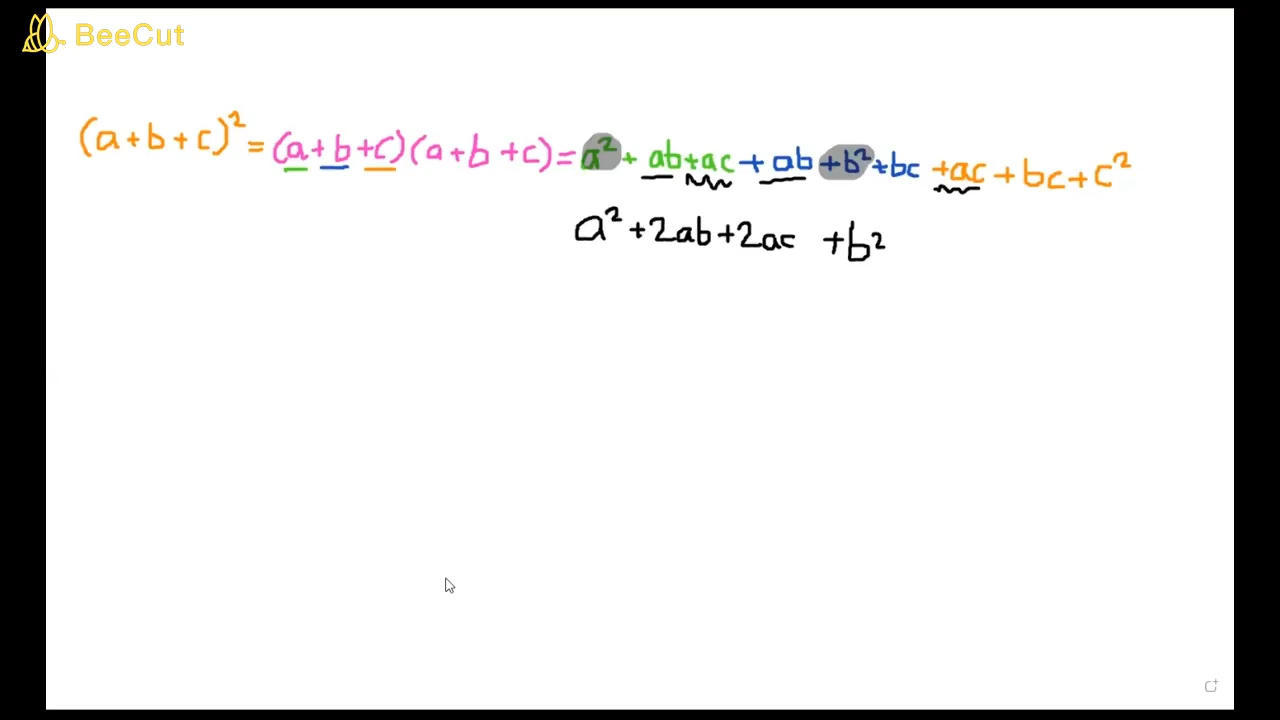 BeeCut
(a+b+c)² = (a+b+c)(a+b+c) = a² + ab+ac + ab +b² +bc +ac + bc + c²
a² +2ab+2ac +b²